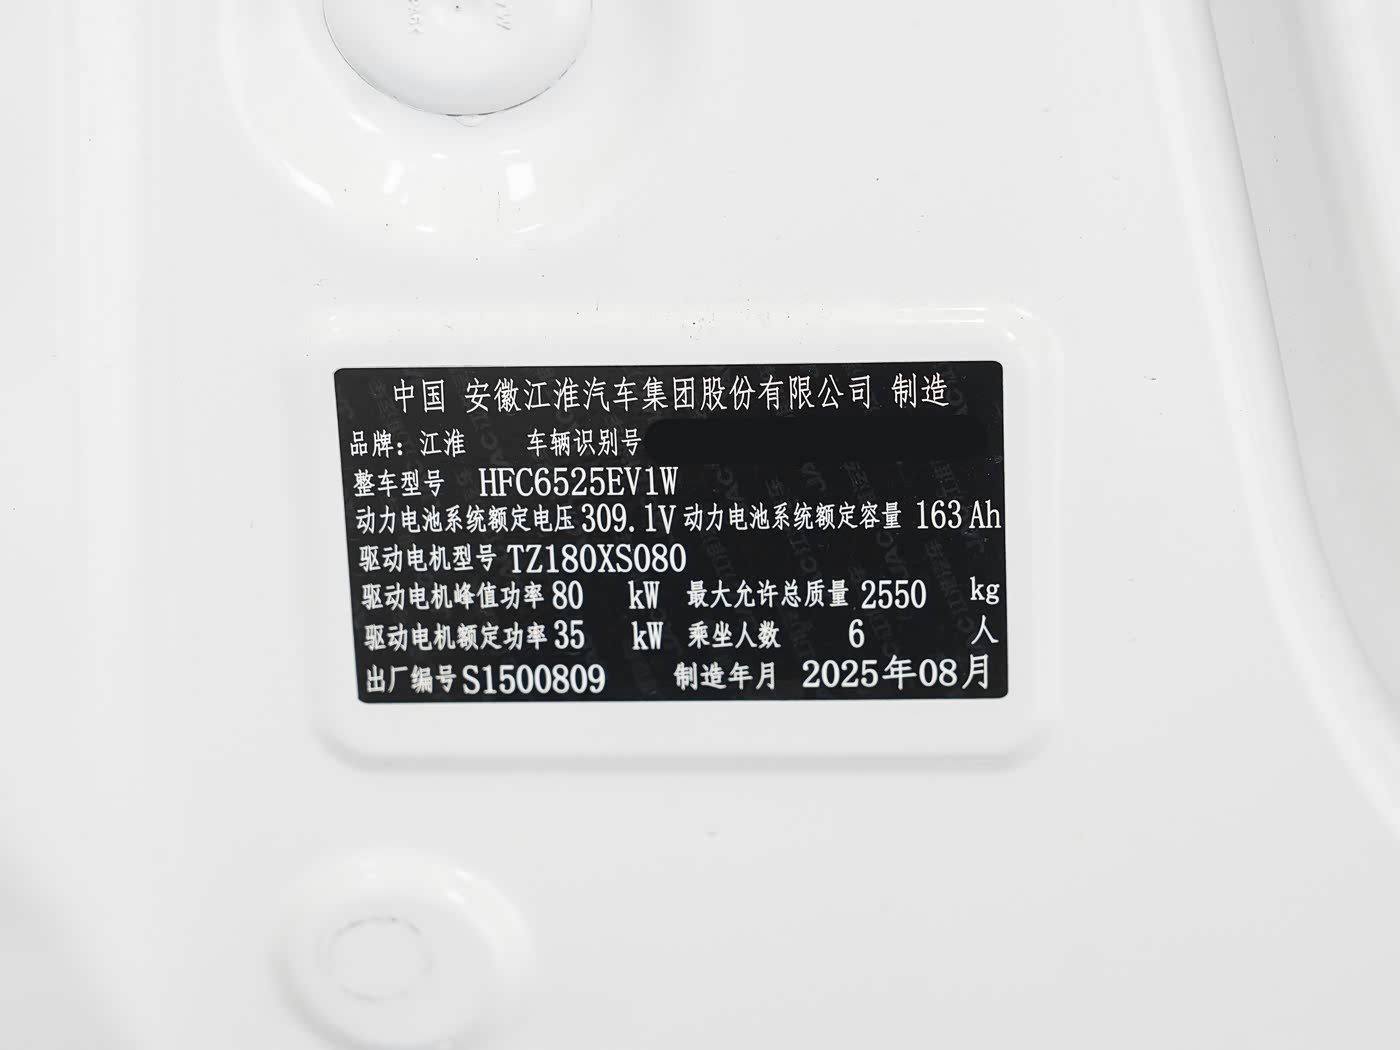 中国 安徽江淮汽车集团股份有限公司 制造
品牌：江淮 车辆识别号
整车型号 HFC6525EV1W
动力电池系统额定电压 309.1V 动力电池系统额定容量 163 Ah
驱动电机型号 TZ180XS080
驱动电机峰值功率 80 kW 最大允许总质量 2550 kg
驱动电机额定功率 35 kW 乘坐人数 6 人
出厂编号 S1500809 制造年月 2025年08月